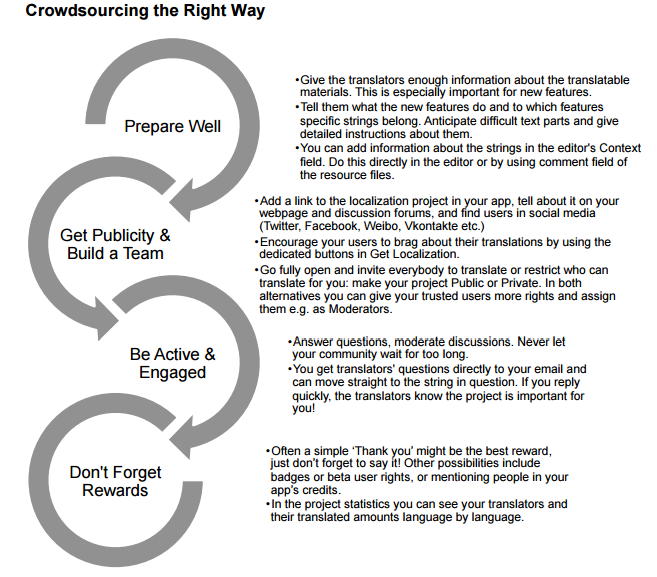 Crowdsourcing the Right Way
Prepare Well
•Give the translators enough information about the translatable
materials. This is especially important for new features.
•Tell them what the new features do and to which features
specific strings belong. Anticipate difficult text parts and give
detailed instructions about them.
•You can add information about the strings in the editor's Context
field. Do this directly in the editor or by using comment field of
the resource files.
Get Publicity &
Build a Team
•Add a link to the localization project in your app, tell about it on your
webpage and discussion forums, and find users in social media
(Twitter, Facebook, Weibo, Vkontakte etc.)
•Encourage your users to brag about their translations by using the
dedicated buttons in Get Localization.
•Go fully open and invite everybody to translate or restrict who can
translate for you: make your project Public or Private. In both
alternatives you can give your trusted users more rights and assign
them e.g. as Moderators.
Be Active &
Engaged
•Answer questions, moderate discussions. Never let
your community wait for too long.
•You get translators' questions directly to your email and
can move straight to the string in question. If you reply
quickly, the translators know the project is important for
you!
Don't Forget
Rewards
•Often a simple ‘Thank you’ might be the best reward,
just don't forget to say it! Other possibilities include
badges or beta user rights, or mentioning people in your
app's credits.
•In the project statistics you can see your translators and
their translated amounts language by language.